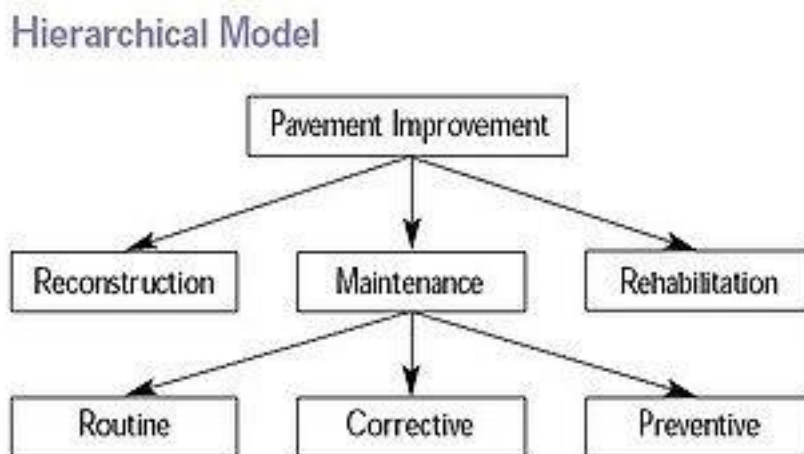 Hierarchical Model
Pavement Improvement
Reconstruction
Maintenance
Rehabilitation
Routine
Corrective
Preventive